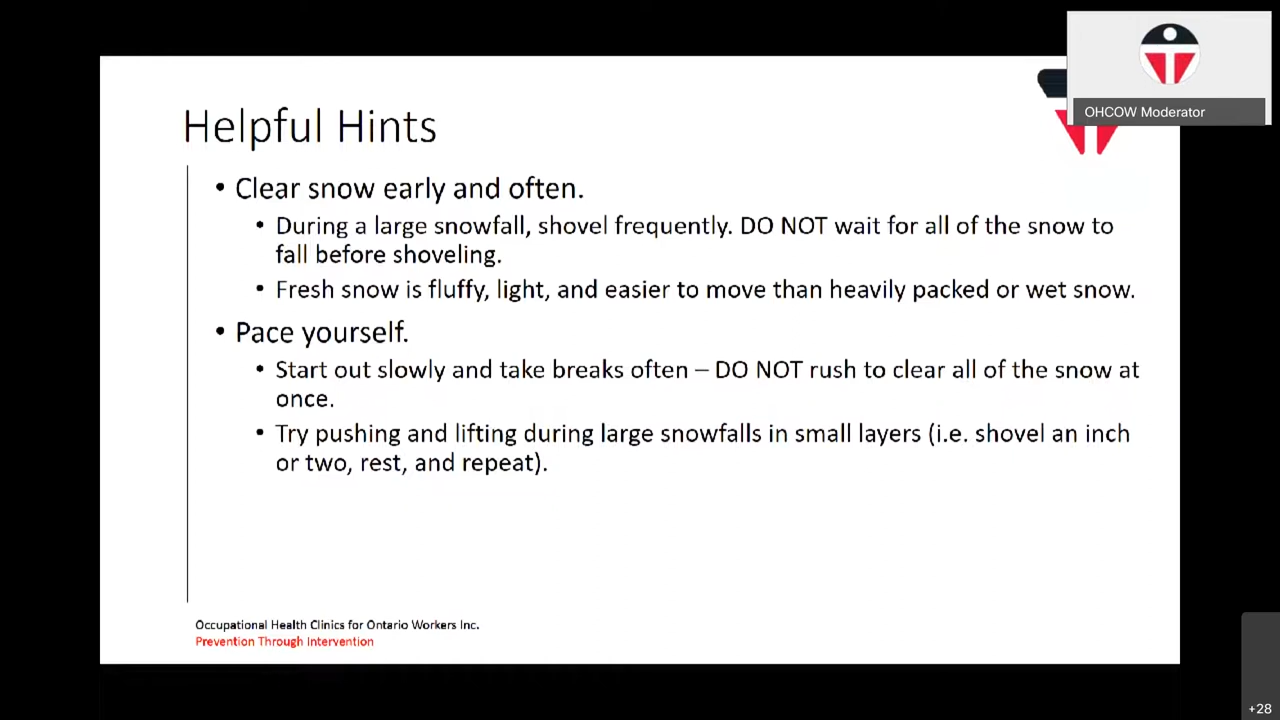 OHCOW Moderator
Helpful Hints
• Clear snow early and often.
• During a large snowfall, shovel frequently. DO NOT wait for all of the snow to
fall before shoveling.
• Fresh snow is fluffy, light, and easier to move than heavily packed or wet snow.
• Pace yourself.
• Start out slowly and take breaks often – DO NOT rush to clear all of the snow at
once.
• Try pushing and lifting during large snowfalls in small layers (i.e. shovel an inch
or two, rest, and repeat).
Occupational Health Clinics for Ontario Workers Inc.
Prevention Through Intervention
+28